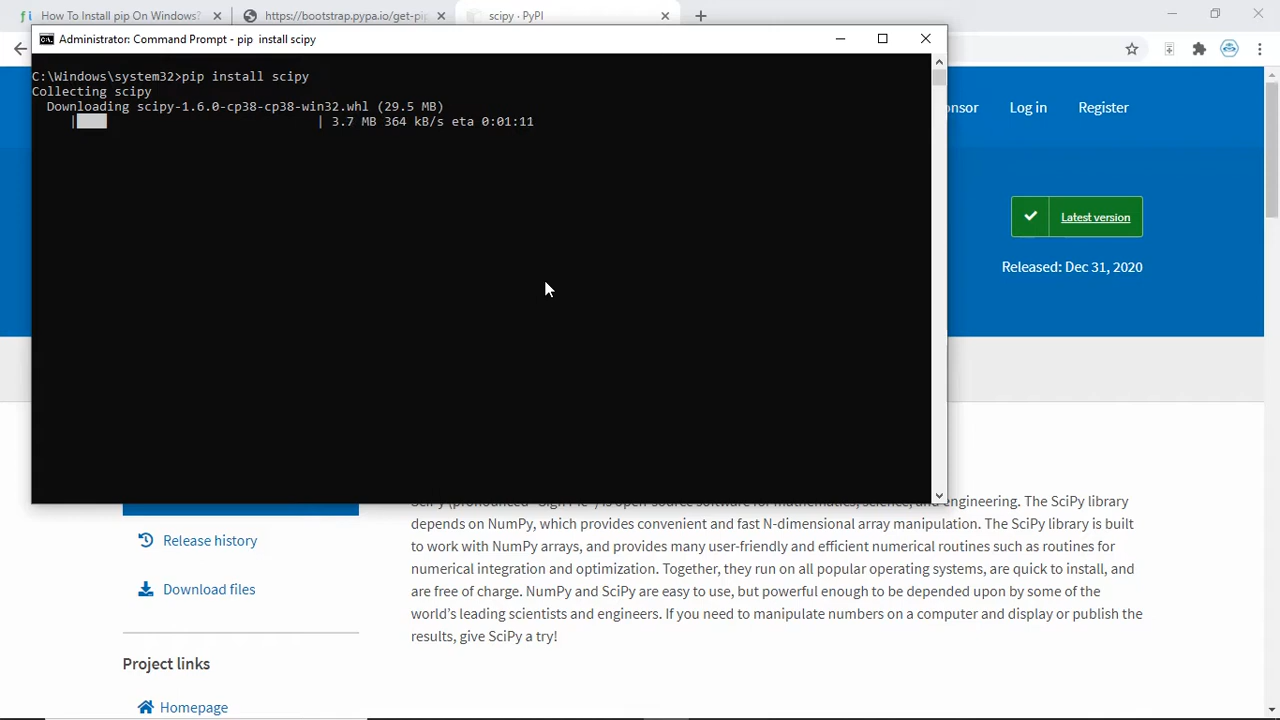 How To Install pip On Windows?
https://bootstrap.pypa.io/get-pip
scipy · PyPI
Administrator: Command Prompt - pip install scipy
C:\Windows\system32>pip install scipy
Collecting scipy
Downloading scipy-1.6.0-cp38-cp38-win32.whl (29.5 MB)
| | 3.7 MB 364 kB/s eta 0:01:11
onsor
Log in
Register
Latest version
Released: Dec 31, 2020
engineering. The SciPy library
depends on NumPy, which provides convenient and fast N-dimensional array manipulation. The SciPy library is built
to work with NumPy arrays, and provides many user-friendly and efficient numerical routines such as routines for
numerical integration and optimization. Together, they run on all popular operating systems, are quick to install, and
are free of charge. NumPy and SciPy are easy to use, but powerful enough to be depended upon by some of the
world's leading scientists and engineers. If you need to manipulate numbers on a computer and display or publish the
results, give SciPy a try!
Release history
Download files
Project links
Homepage